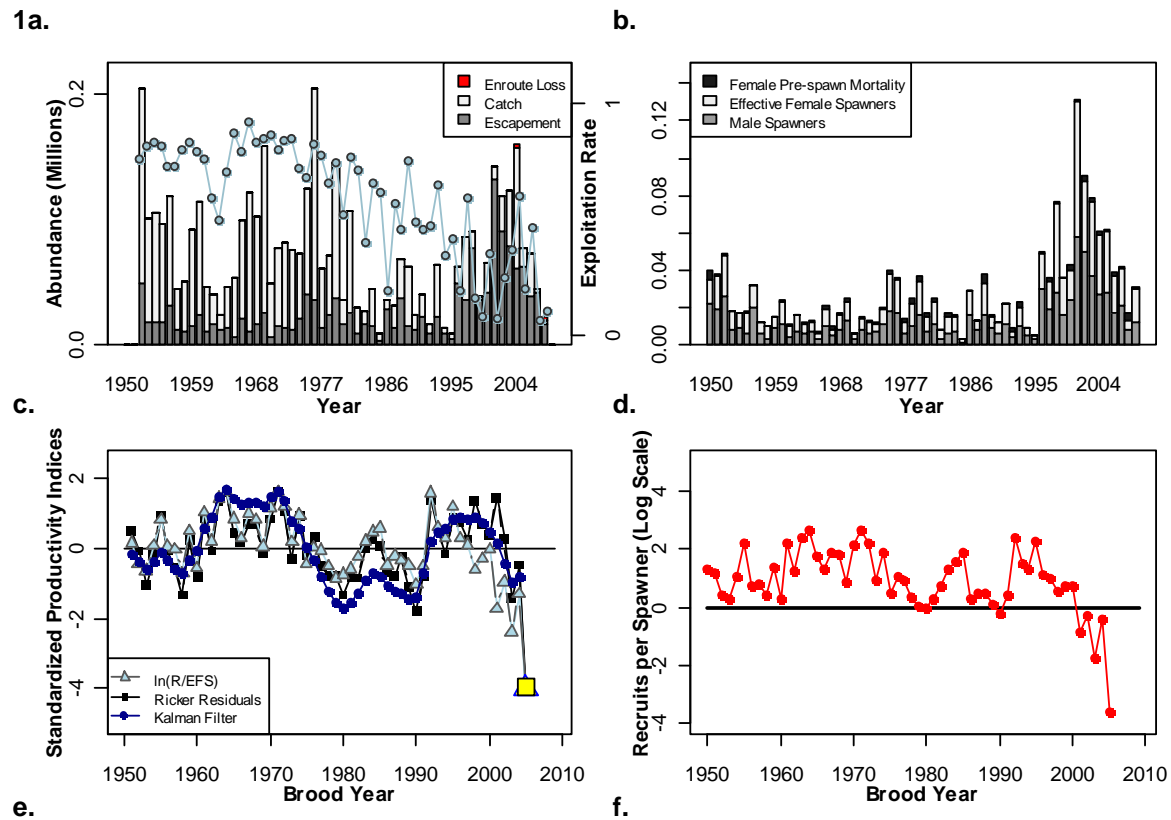 1a.
b.
Enroute Loss
Catch
Escapement
Abundance (Millions)
0.2
0.0
1
0
Exploitation Rate
1950 1959 1968 1977 1986 1995 2004
Year
Female Pre-spawn Mortality
Effective Female Spawners
Male Spawners
0.12
0.08
0.04
0.00
1950 1959 1968 1977 1986 1995 2004
Year
c.
d.
Standardized Productivity Indices
2
0
-2
-4
ln(R/EFS)
Ricker Residuals
Kalman Filter
1950 1960 1970 1980 1990 2000 2010
Brood Year
Recruits per Spawner (Log Scale)
4
2
0
-2
-4
1950 1960 1970 1980 1990 2000 2010
Brood Year
e.
f.